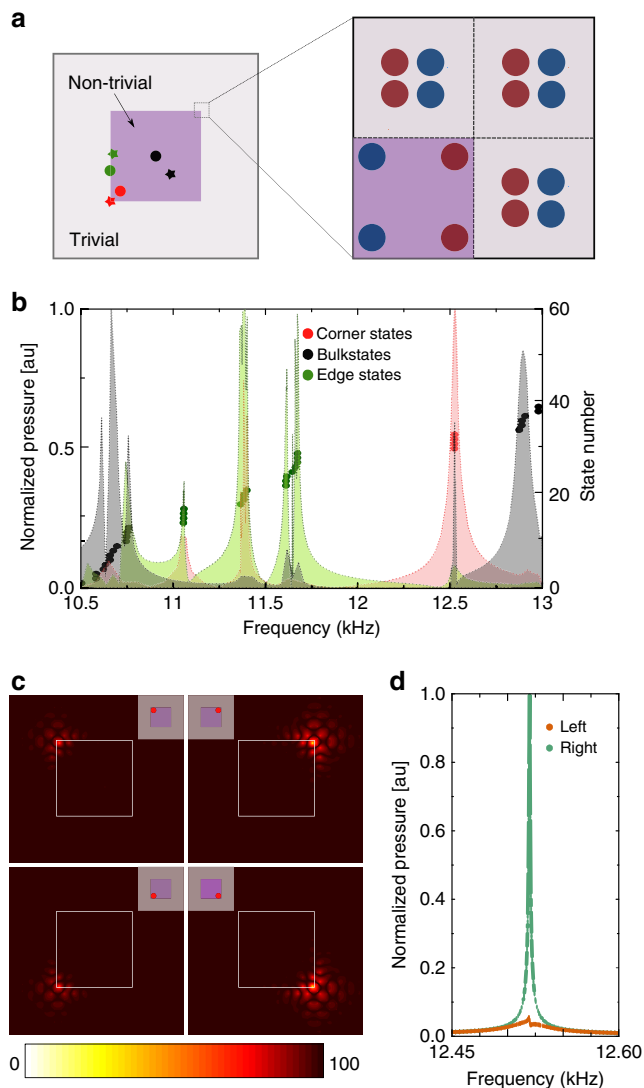 a
Non-trivial
Trivial
b
Normalized pressure [au]
1.0
0.5
0.0
Corner states
Bulkstates
Edge states
60
40
20
0
State number
10.5 11 11.5 12 12.5 13
Frequency (kHz)
c
0 100
d
Normalized pressure [au]
1.0
0.8
0.6
0.4
0.2
0.0
Left
Right
12.45 12.60
Frequency (kHz)